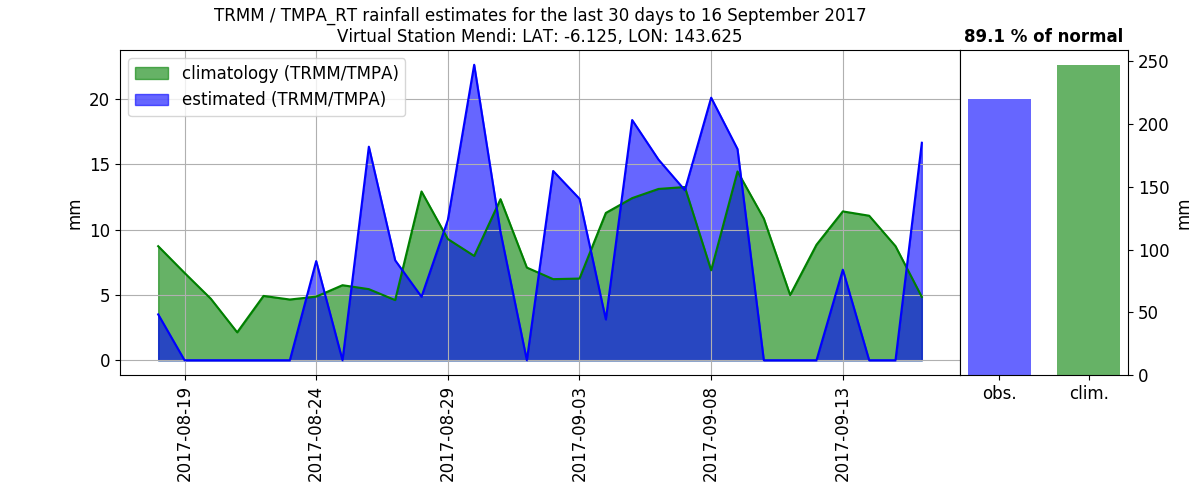 TRMM / TMPA_RT rainfall estimates for the last 30 days to 16 September 2017
Virtual Station Mendi: LAT: -6.125, LON: 143.625
89.1 % of normal
climatology (TRMM/TMPA)
estimated (TRMM/TMPA)
mm
20
15
10
5
0
2017-08-19
2017-08-24
2017-08-29
2017-09-03
2017-09-08
2017-09-13
obs.
clim.
250
200
150
100
50
0
mm